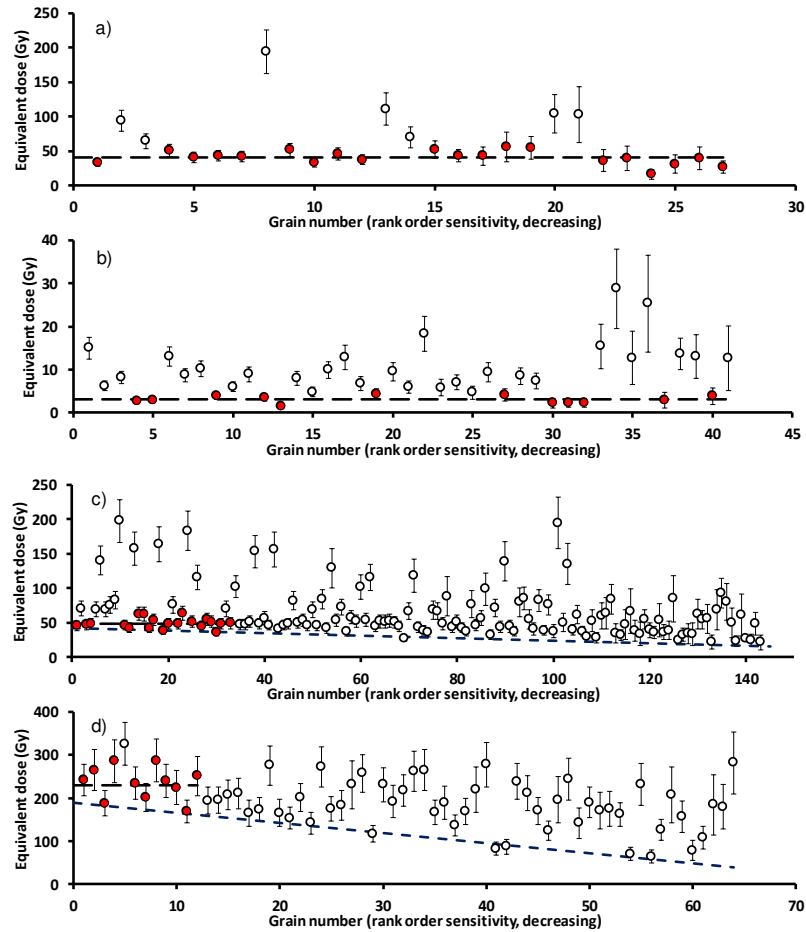 a)
Equivalent dose (Gy)
250
200
150
100
50
0
0 5 10 15 20 25 30
Grain number (rank order sensitivity, decreasing)
b)
Equivalent dose (Gy)
40
30
20
10
0
0 5 10 15 20 25 30 35 40 45
Grain number (rank order sensitivity, decreasing)
c)
Equivalent dose (Gy)
250
200
150
100
50
0
0 20 40 60 80 100 120 140
Grain number (rank order sensitivity, decreasing)
d)
Equivalent dose (Gy)
400
300
200
100
0
0 10 20 30 40 50 60 70
Grain number (rank order sensitivity, decreasing)